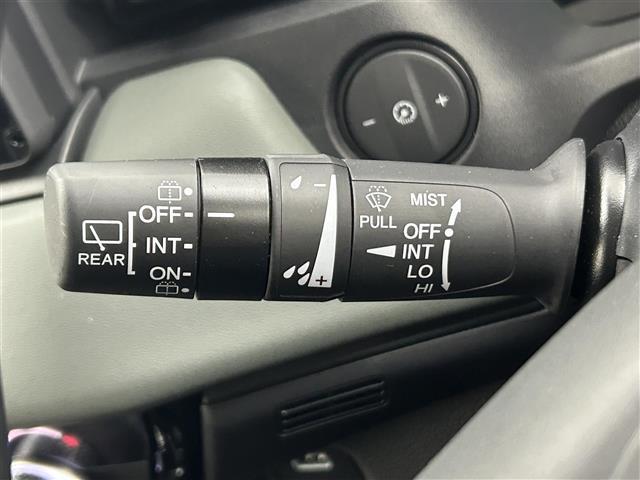 OFF
INT
ON
REAR
- 
+
PULL
MIST
OFF
INT
LO
HI
-
+